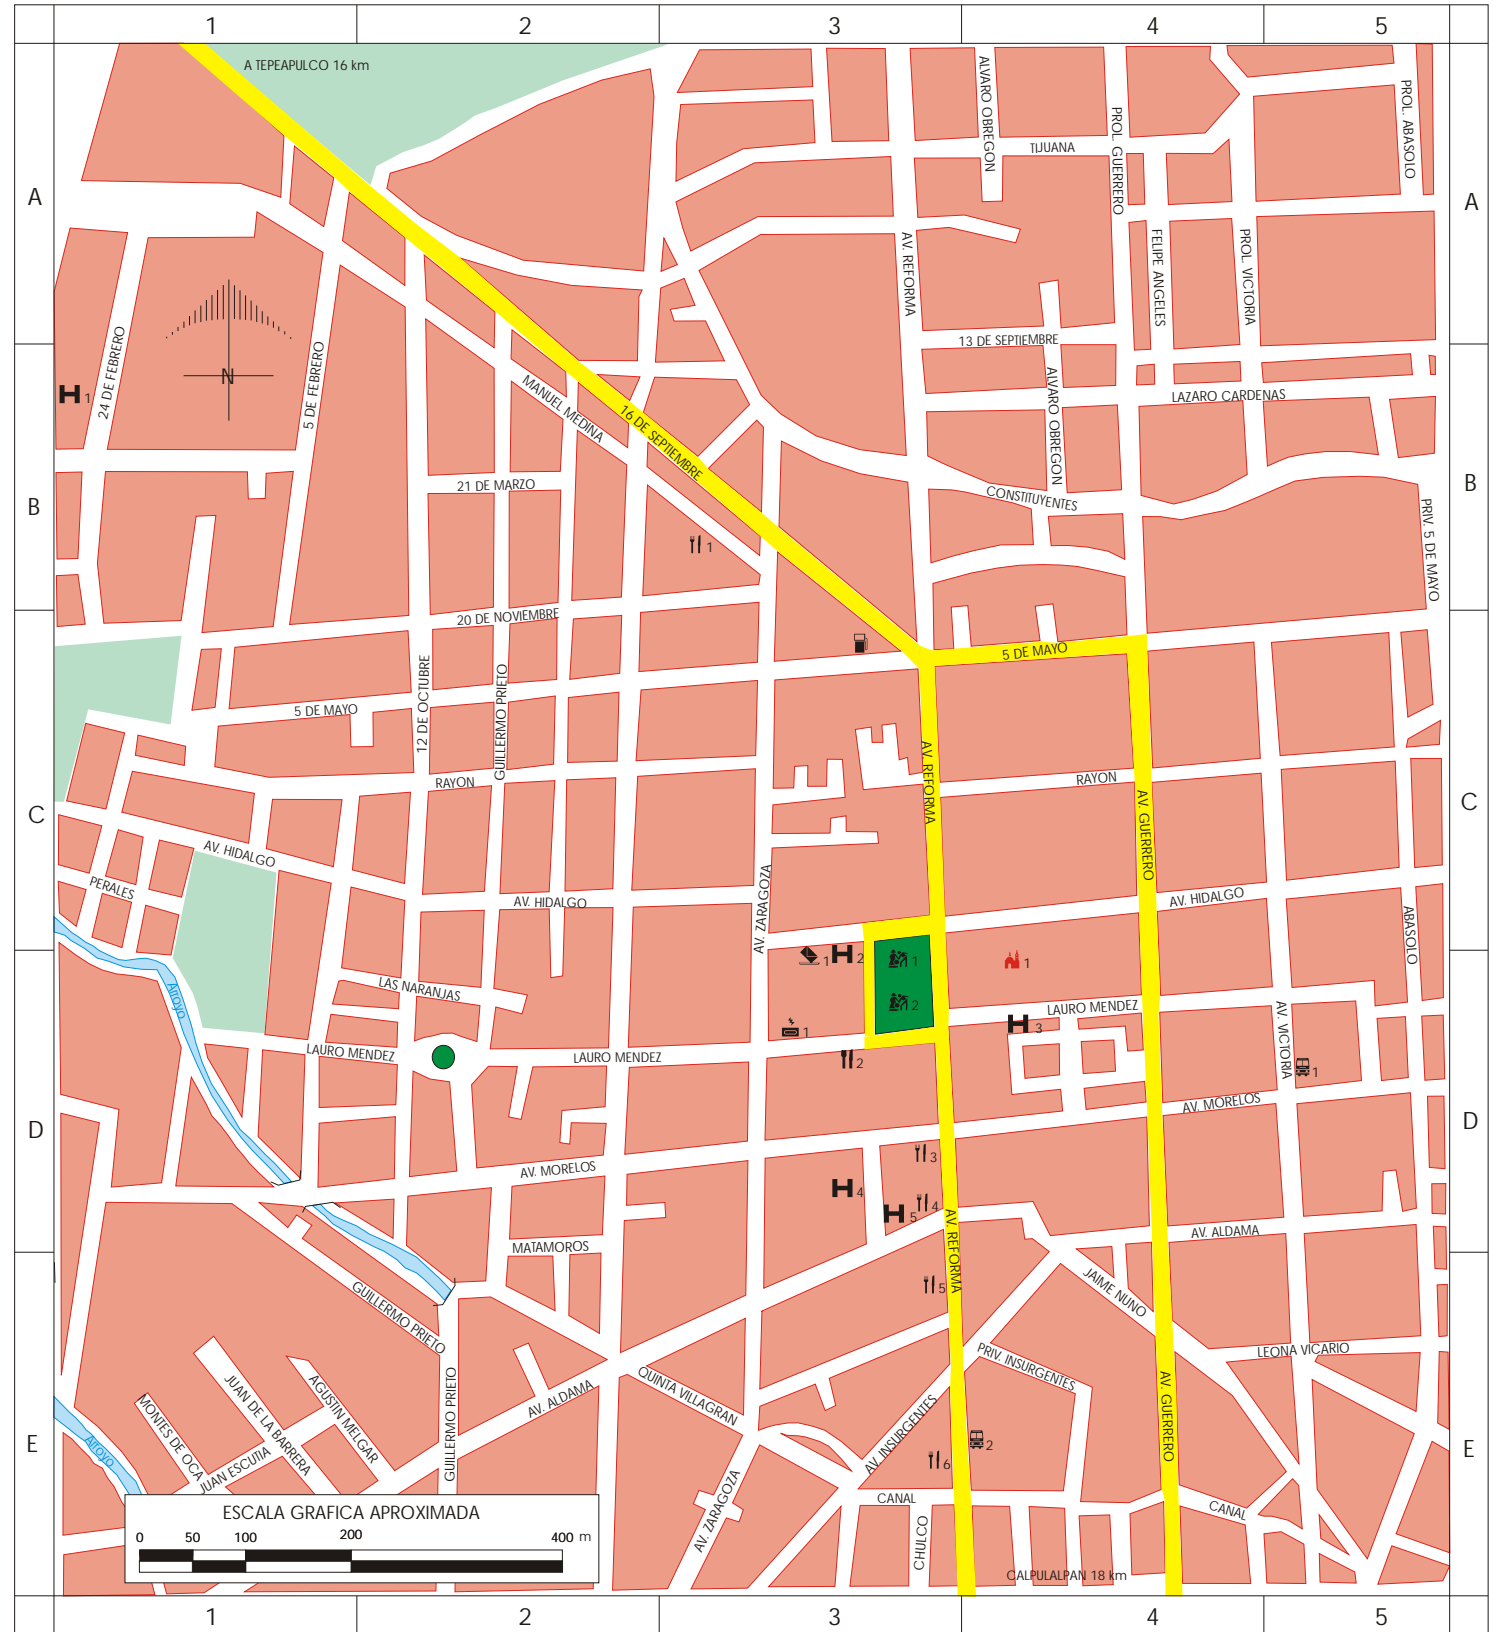 1 2 3 4 5
A TEPEAPULCO 16 km
ALVARO OBREGON
PROL. GUERRERO
PROL. ABASOLO
TIJUANA
A A
AV. REFORMA
FELIPE ANGELES
PROL. VICTORIA
24 DE FEBRERO
5 DE FEBRERO
N
13 DE SEPTIEMBRE
H 1
MANUEL MEDINA
16 DE SEPTIEMBRE
ALVARO OBREGON
LAZARO CARDENAS
21 DE MARZO
CONSTITUYENTES
B B
PRIV. 5 DE MAYO
1
20 DE NOVIEMBRE
5 DE MAYO
12 DE OCTUBRE
GUILLERMO PRIETO
5 DE MAYO
AV. REFORMA
RAYON
RAYON
AV. GUERRERO
C C
AV. HIDALGO
PERALES
AV. HIDALGO
AV. ZARAGOZA
AV. HIDALGO
ABASOLO
1
H 2
1
1
Arroyo
LAS NARANJAS
2
LAURO MENDEZ
AV. VICTORIA
H 3
1
LAURO MENDEZ
LAURO MENDEZ
2
1
AV. MORELOS
D D
3
AV. MORELOS
H 4
4
H 5
AV. REFORMA
AV. ALDAMA
MATAMOROS
5
JAIME NUNO
GUILLERMO PRIETO
LEONA VICARIO
PRIV. INSURGENTES
JUAN DE LA BARRERA
AGUSTIN MELGAR
GUILLERMO PRIETO
AV. ALDAMA
QUINTA VILLAGRAN
AV. GUERRERO
MONTES DE OCA
AV. INSURGENTES
E E
Arroyo
2
6
JUAN ESCUTIA
AV. ZARAGOZA
CANAL
CANAL
CHULCO
ESCALA GRAFICA APROXIMADA
0 50 100 200 400 m
CALPULALPAN 18 km
1 2 3 4 5